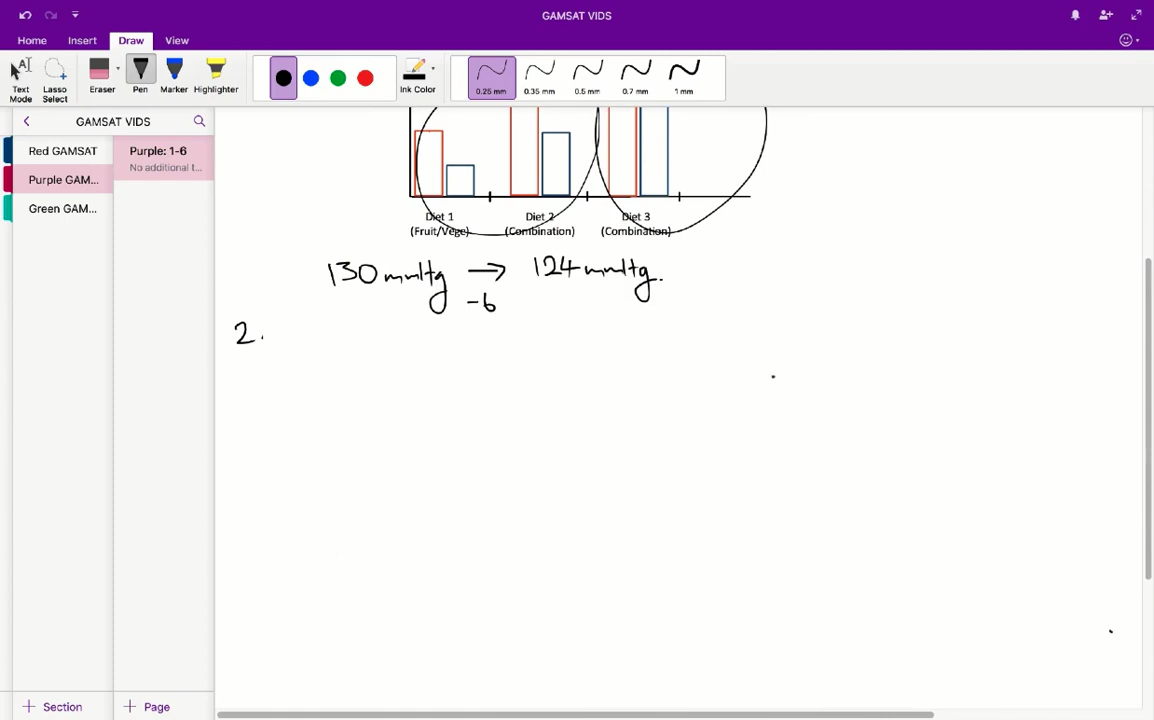 GAMSAT VIDS
Home Insert Draw View
Text Mode
Lasso Select
Eraser
Pen
Marker
Highlighter
Ink Color
0.25 mm 0.35 mm 0.5 mm 0.7 mm 1 mm
GAMSAT VIDS
Red GAMSAT
Purple GAM...
Green GAM...
Purple: 1-6
No additional t...
Diet 1 Diet 2 Diet 3
(Fruit/Vege) (Combination) (Combination)
130 mmHg → 124 mmHg.
-6
2.
+ Section + Page